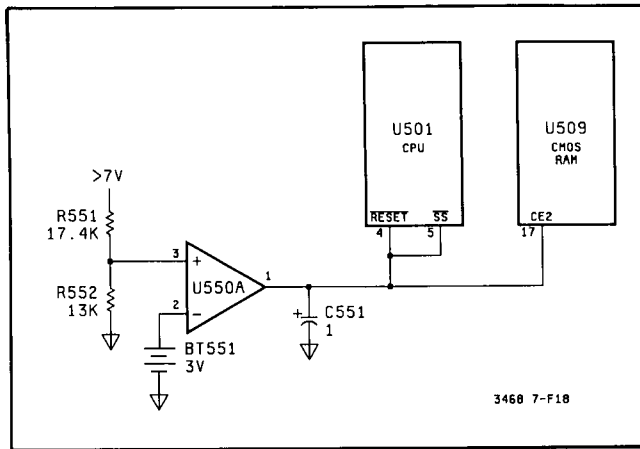 U501
CPU
U509
CMOS
RAM
>7V
R551
17.4K
RESET
SS
CE2
4
5
17
3
+
1
R552
13K
U550A
2
-
+
C551
1
BT551
3V
3468 7-F18